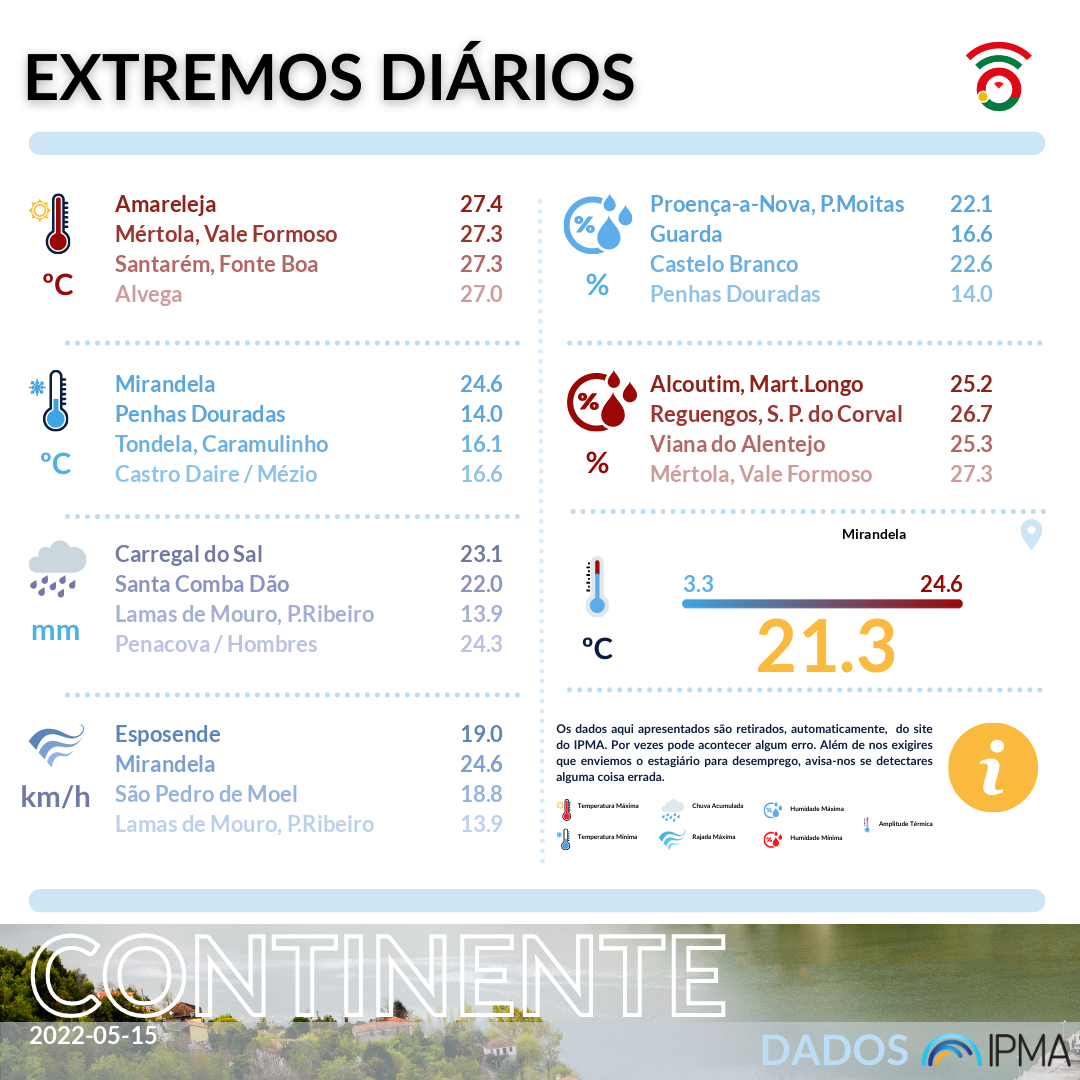 EXTREMOS DIÁRIOS
ºC
Amareleja 27.4
Mértola, Vale Formoso 27.3
Santarém, Fonte Boa 27.3
Alvega 27.0
ºC
Mirandela 24.6
Penhas Douradas 14.0
Tondela, Caramulinho 16.1
Castro Daire / Mézio 16.6
mm
Carregal do Sal 23.1
Santa Comba Dão 22.0
Lamas de Mouro, P.Ribeiro 13.9
Penacova / Hombres 24.3
km/h
Esposende 19.0
Mirandela 24.6
São Pedro de Moel 18.8
Lamas de Mouro, P.Ribeiro 13.9
%
%
Proença-a-Nova, P.Moitas 22.1
Guarda 16.6
Castelo Branco 22.6
Penhas Douradas 14.0
%
%
Alcoutim, Mart.Longo 25.2
Reguengos, S. P. do Corval 26.7
Viana do Alentejo 25.3
Mértola, Vale Formoso 27.3
Mirandela
ºC
3.3 24.6
21.3
Os dados aqui apresentados são retirados, automaticamente, do site
do IPMA. Por vezes pode acontecer algum erro. Além de nos exigires
que enviemos o estagiário para desemprego, avisa-nos se detectares
alguma coisa errada.
i
Temperatura Máxima
Chuva Acumulada
Humidade Máxima
Amplitude Térmica
Temperatura Mínima
Rajada Máxima
Humidade Mínima
CONTINENTE
2022-05-15
DADOS IPMA